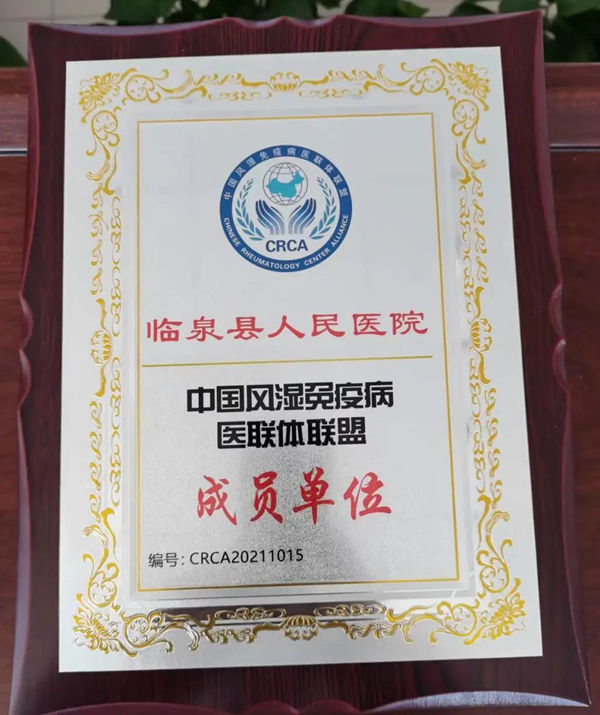 中国风湿免疫病医联体联盟
CRCA
CHINESE RHEUMATOLOGY CENTER ALLIANCE
临泉县人民医院
中国风湿免疫病
医联体联盟
成员单位
编号：CRCA20211015